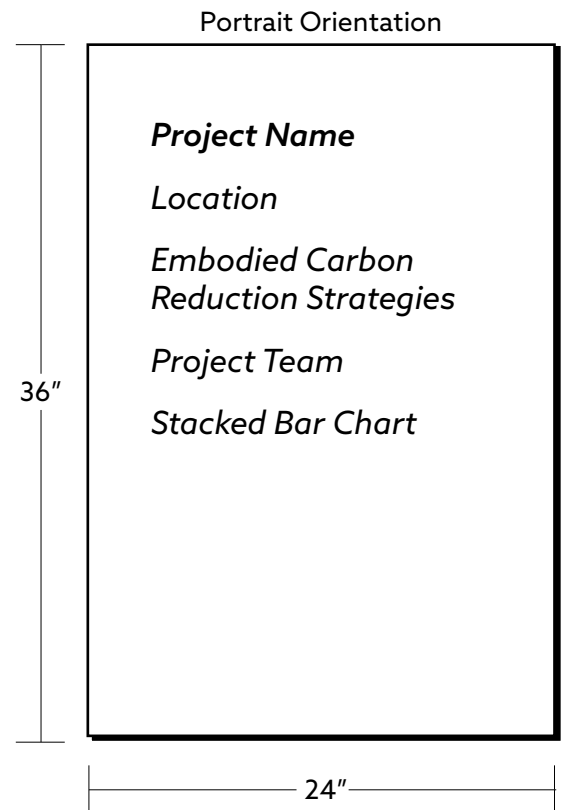 Portrait Orientation
Project Name
Location
Embodied Carbon
Reduction Strategies
Project Team
Stacked Bar Chart
36″
24″